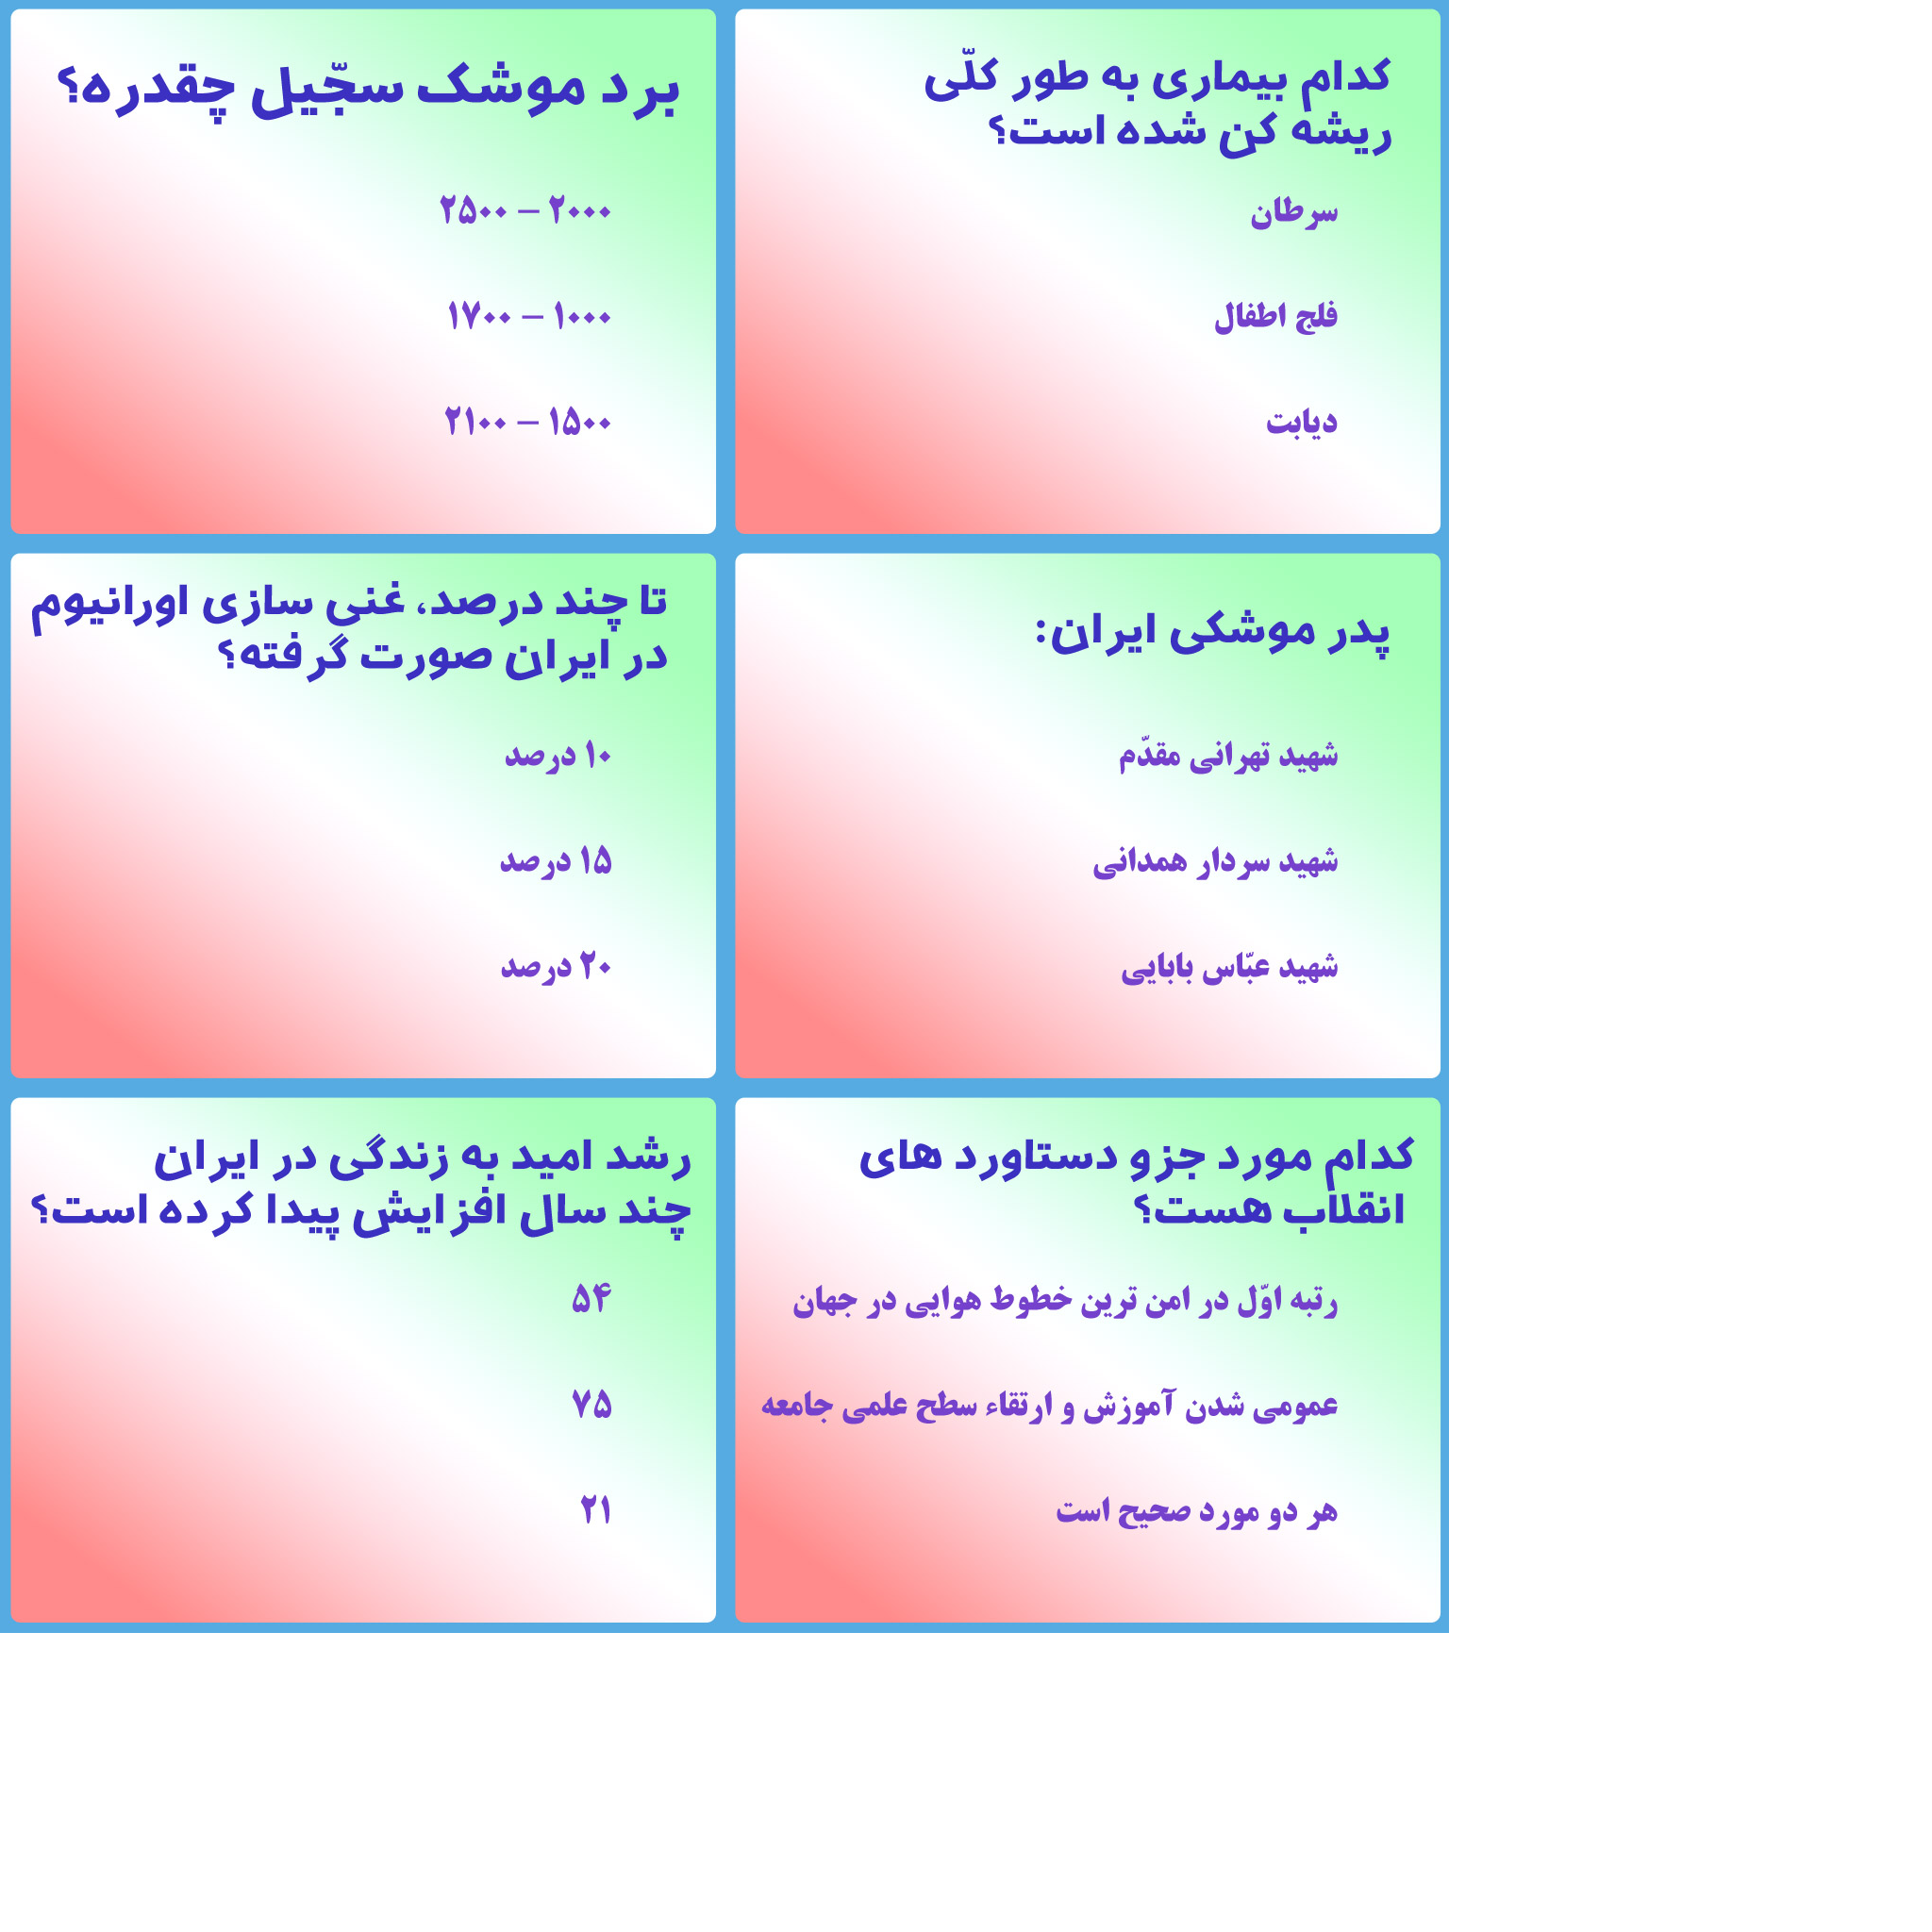 کدام بیماری به طور کلّی
ریشه کن شده است؟
سرطان
فلج اطفال
دیابت
برد موشک سجّیل چقدره؟
۲۰۰۰ – ۲۵۰۰
۱۰۰۰ – ۱۷۰۰
۱۵۰۰ – ۲۱۰۰
پدر موشکی ایران:
شهید تهرانی مقدّم
شهید سردار همدانی
شهید عبّاس بابایی
تا چند درصد، غنی سازی اورانیوم
در ایران صورت گرفته؟
۱۰ درصد
۱۵ درصد
۲۰ درصد
کدام مورد جزو دستاورد های
انقلاب هست؟
رتبه اوّل در امن ترین خطوط هوایی در جهان
عمومی شدن آموزش و ارتقاء سطح علمی جامعه
هر دو مورد صحیح است
رشد امید به زندگی در ایران
چند سال افزایش پیدا کرده است؟
۵۴
۷۵
۲۱